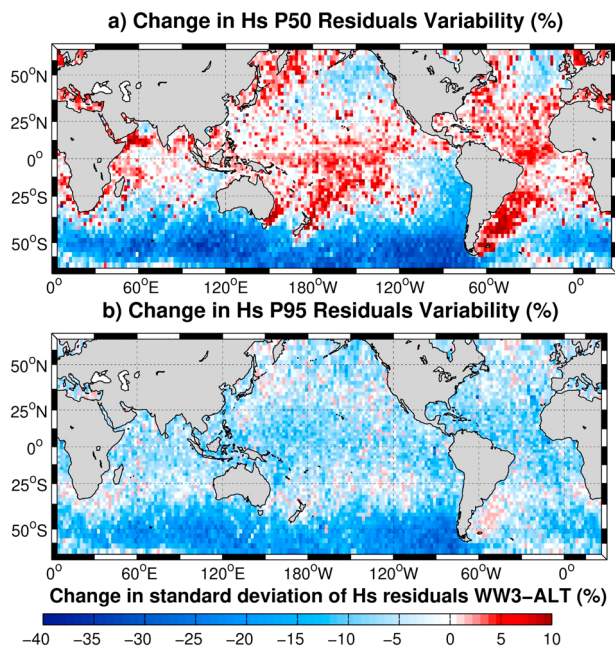 a) Change in Hs P50 Residuals Variability (%)
50°N
25°N
0°
25°S
50°S
0° 60°E 120°E 180°W 120°W 60°W 0°
b) Change in Hs P95 Residuals Variability (%)
50°N
25°N
0°
25°S
50°S
0° 60°E 120°E 180°W 120°W 60°W 0°
Change in standard deviation of Hs residuals WW3−ALT (%)
−40 −35 −30 −25 −20 −15 −10 −5 0 5 10